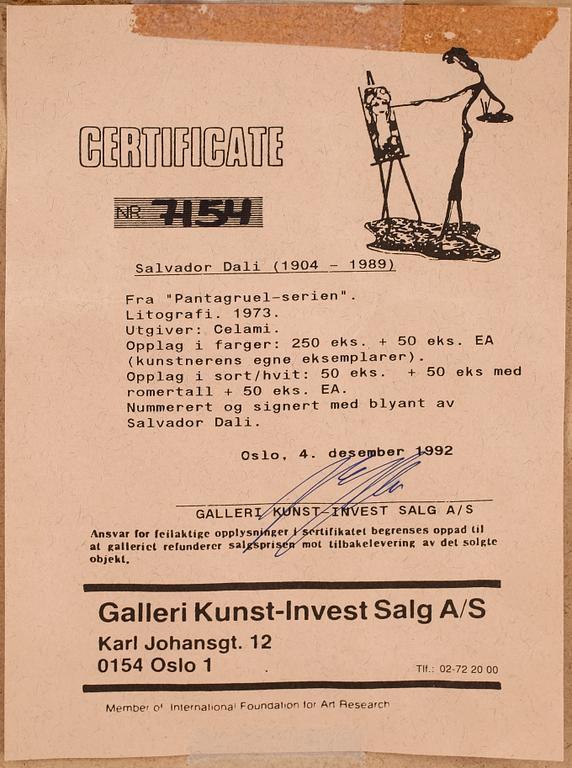 CERTIFICATE
NR. 7154
Salvador Dali (1904 - 1989)
Fra "Pantagruel-serien".
Litografi. 1973.
Utgiver: Celami.
Opplag i farger: 250 eks. + 50 eks. EA
(kunstnerens egne eksemplarer).
Opplag i sort/hvit: 50 eks. + 50 eks med
romertall + 50 eks. EA.
Nummerert og signert med blyant av
Salvador Dali.
Oslo, 4. desember 1992
GALLERI KUNST-INVEST SALG A/S
Ansvar for feilaktige opplysninger i sertifikatet begrenses oppad til
at galleriet refunderer salgsprisen mot tilbakelevering av det solgte
objekt.
Galleri Kunst-Invest Salg A/S
Karl Johansgt. 12
0154 Oslo 1
Tlf.: 02-72 20 00
Member of International Foundation for Art Research